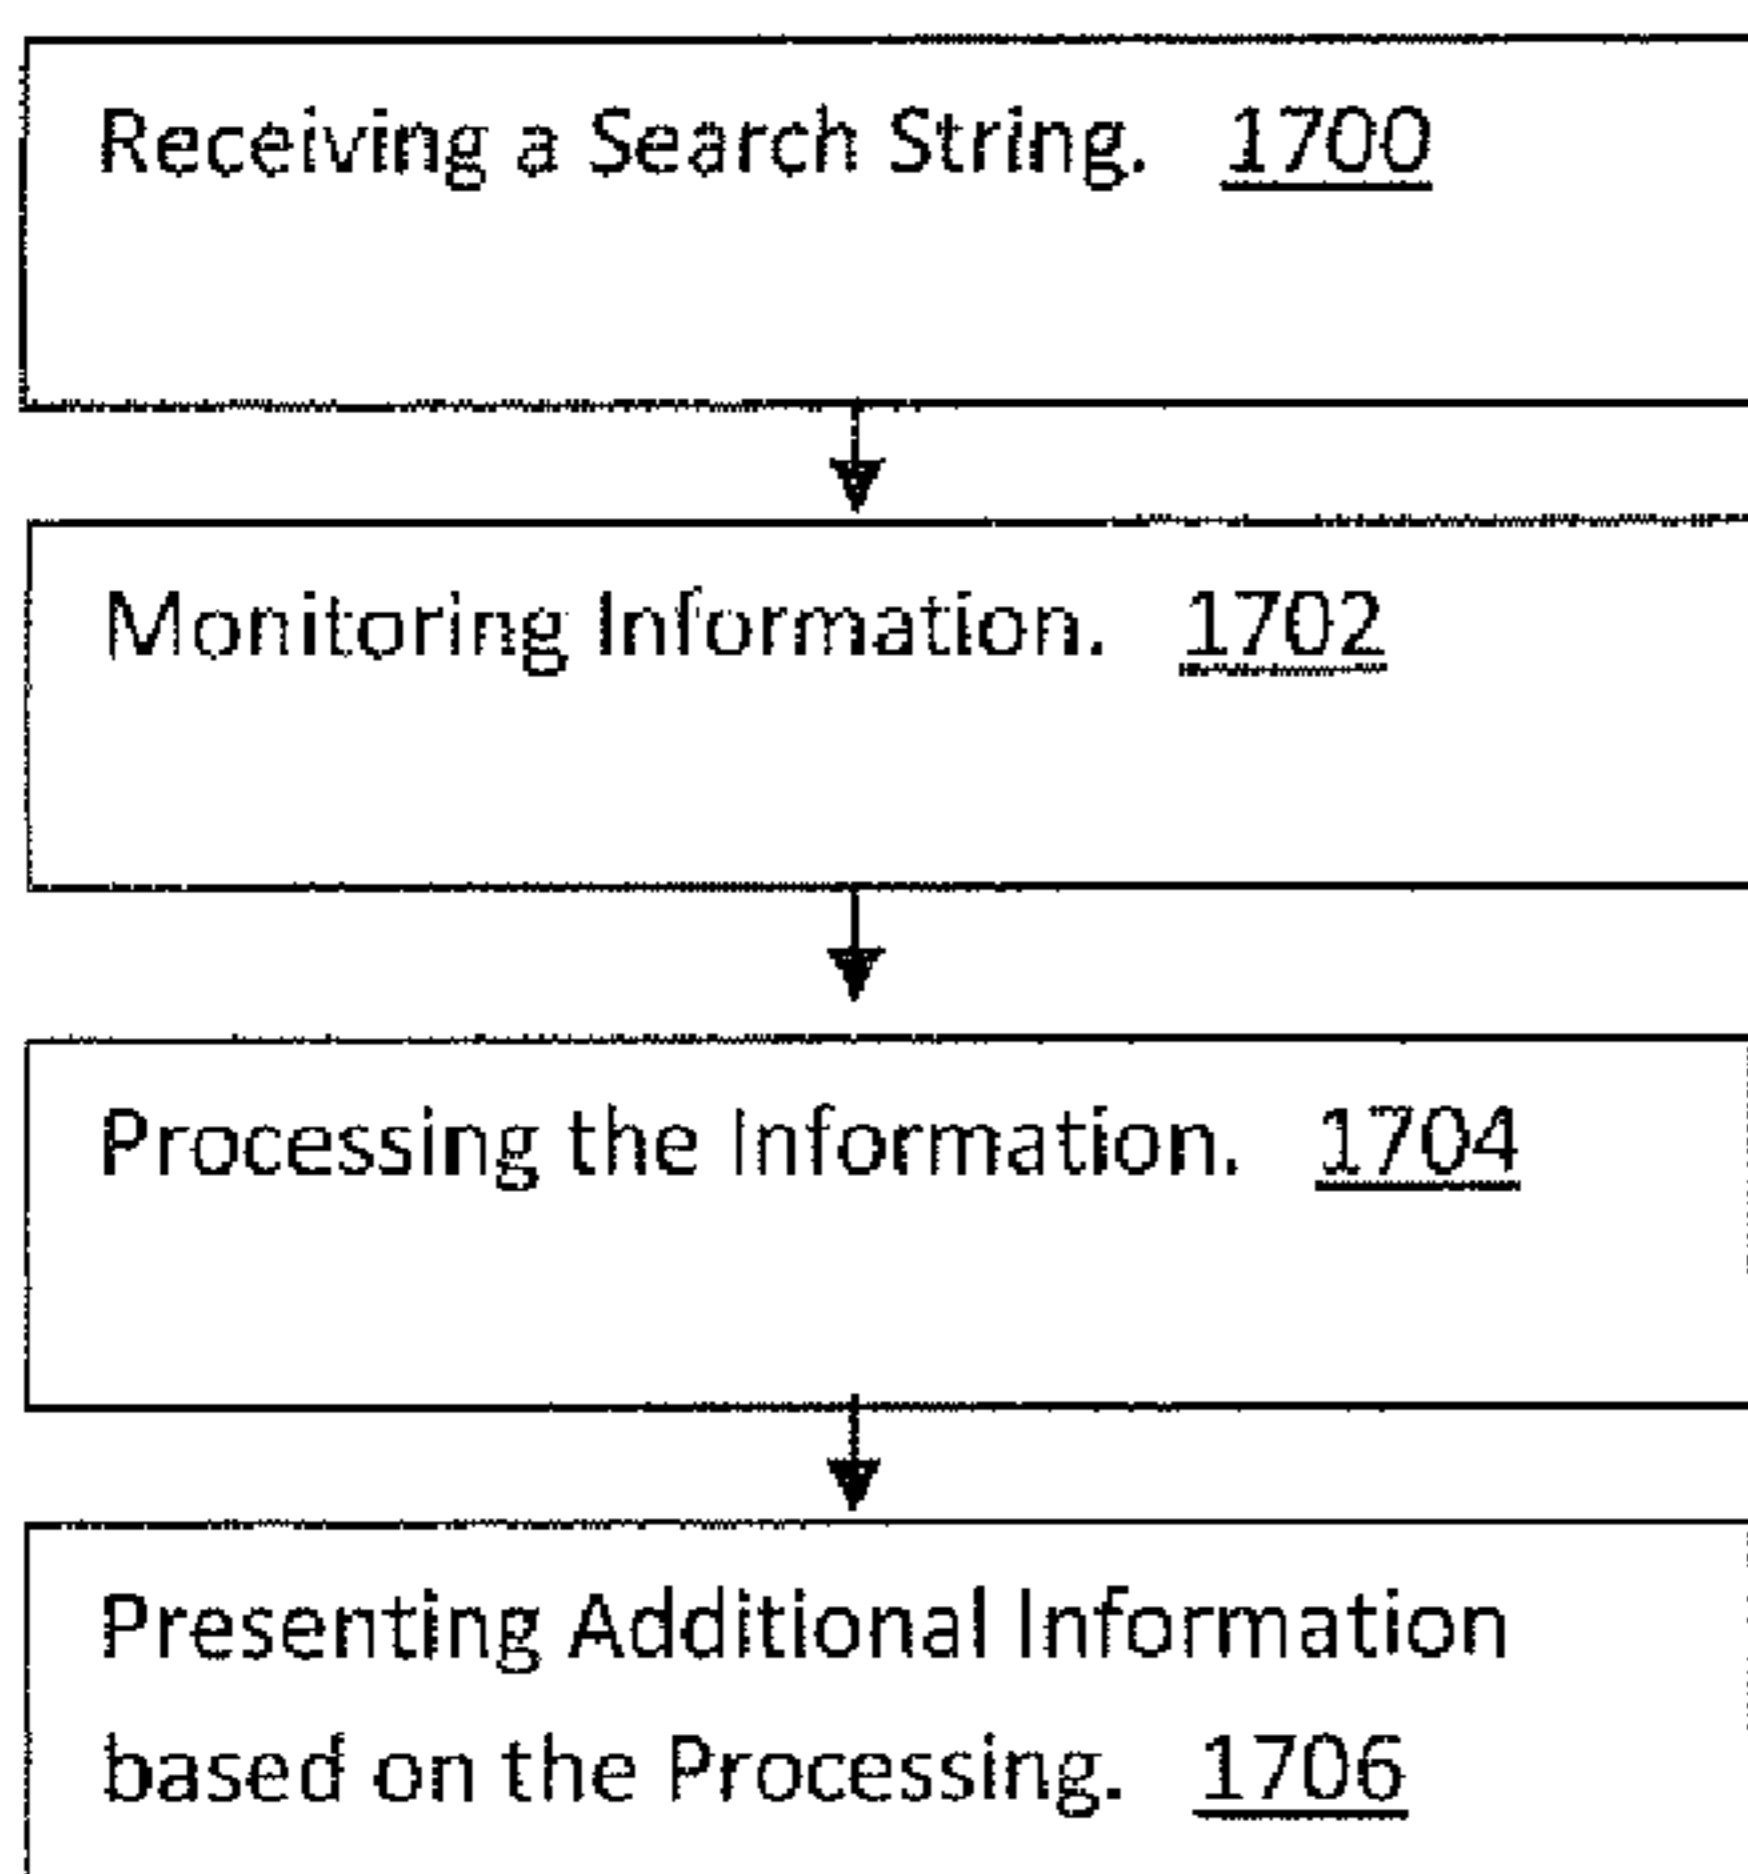 Receiving a Search String. 1700
Monitoring Information. 1702
Processing the Information. 1704
Presenting Additional Information
based on the Processing. 1706